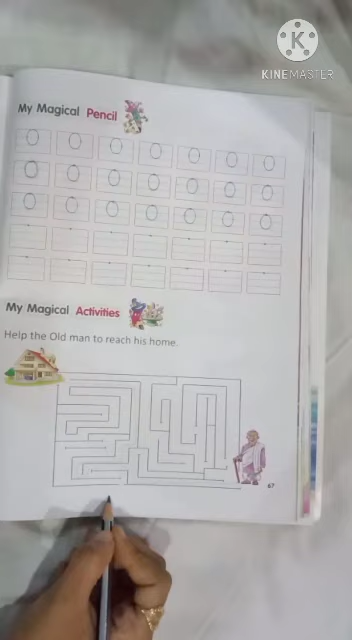 K
KINEMASTER
My Magical Pencil
O O O O O O O
O O O O O O O
O O O O O O O
My Magical Activities
Help the Old man to reach his home.
67